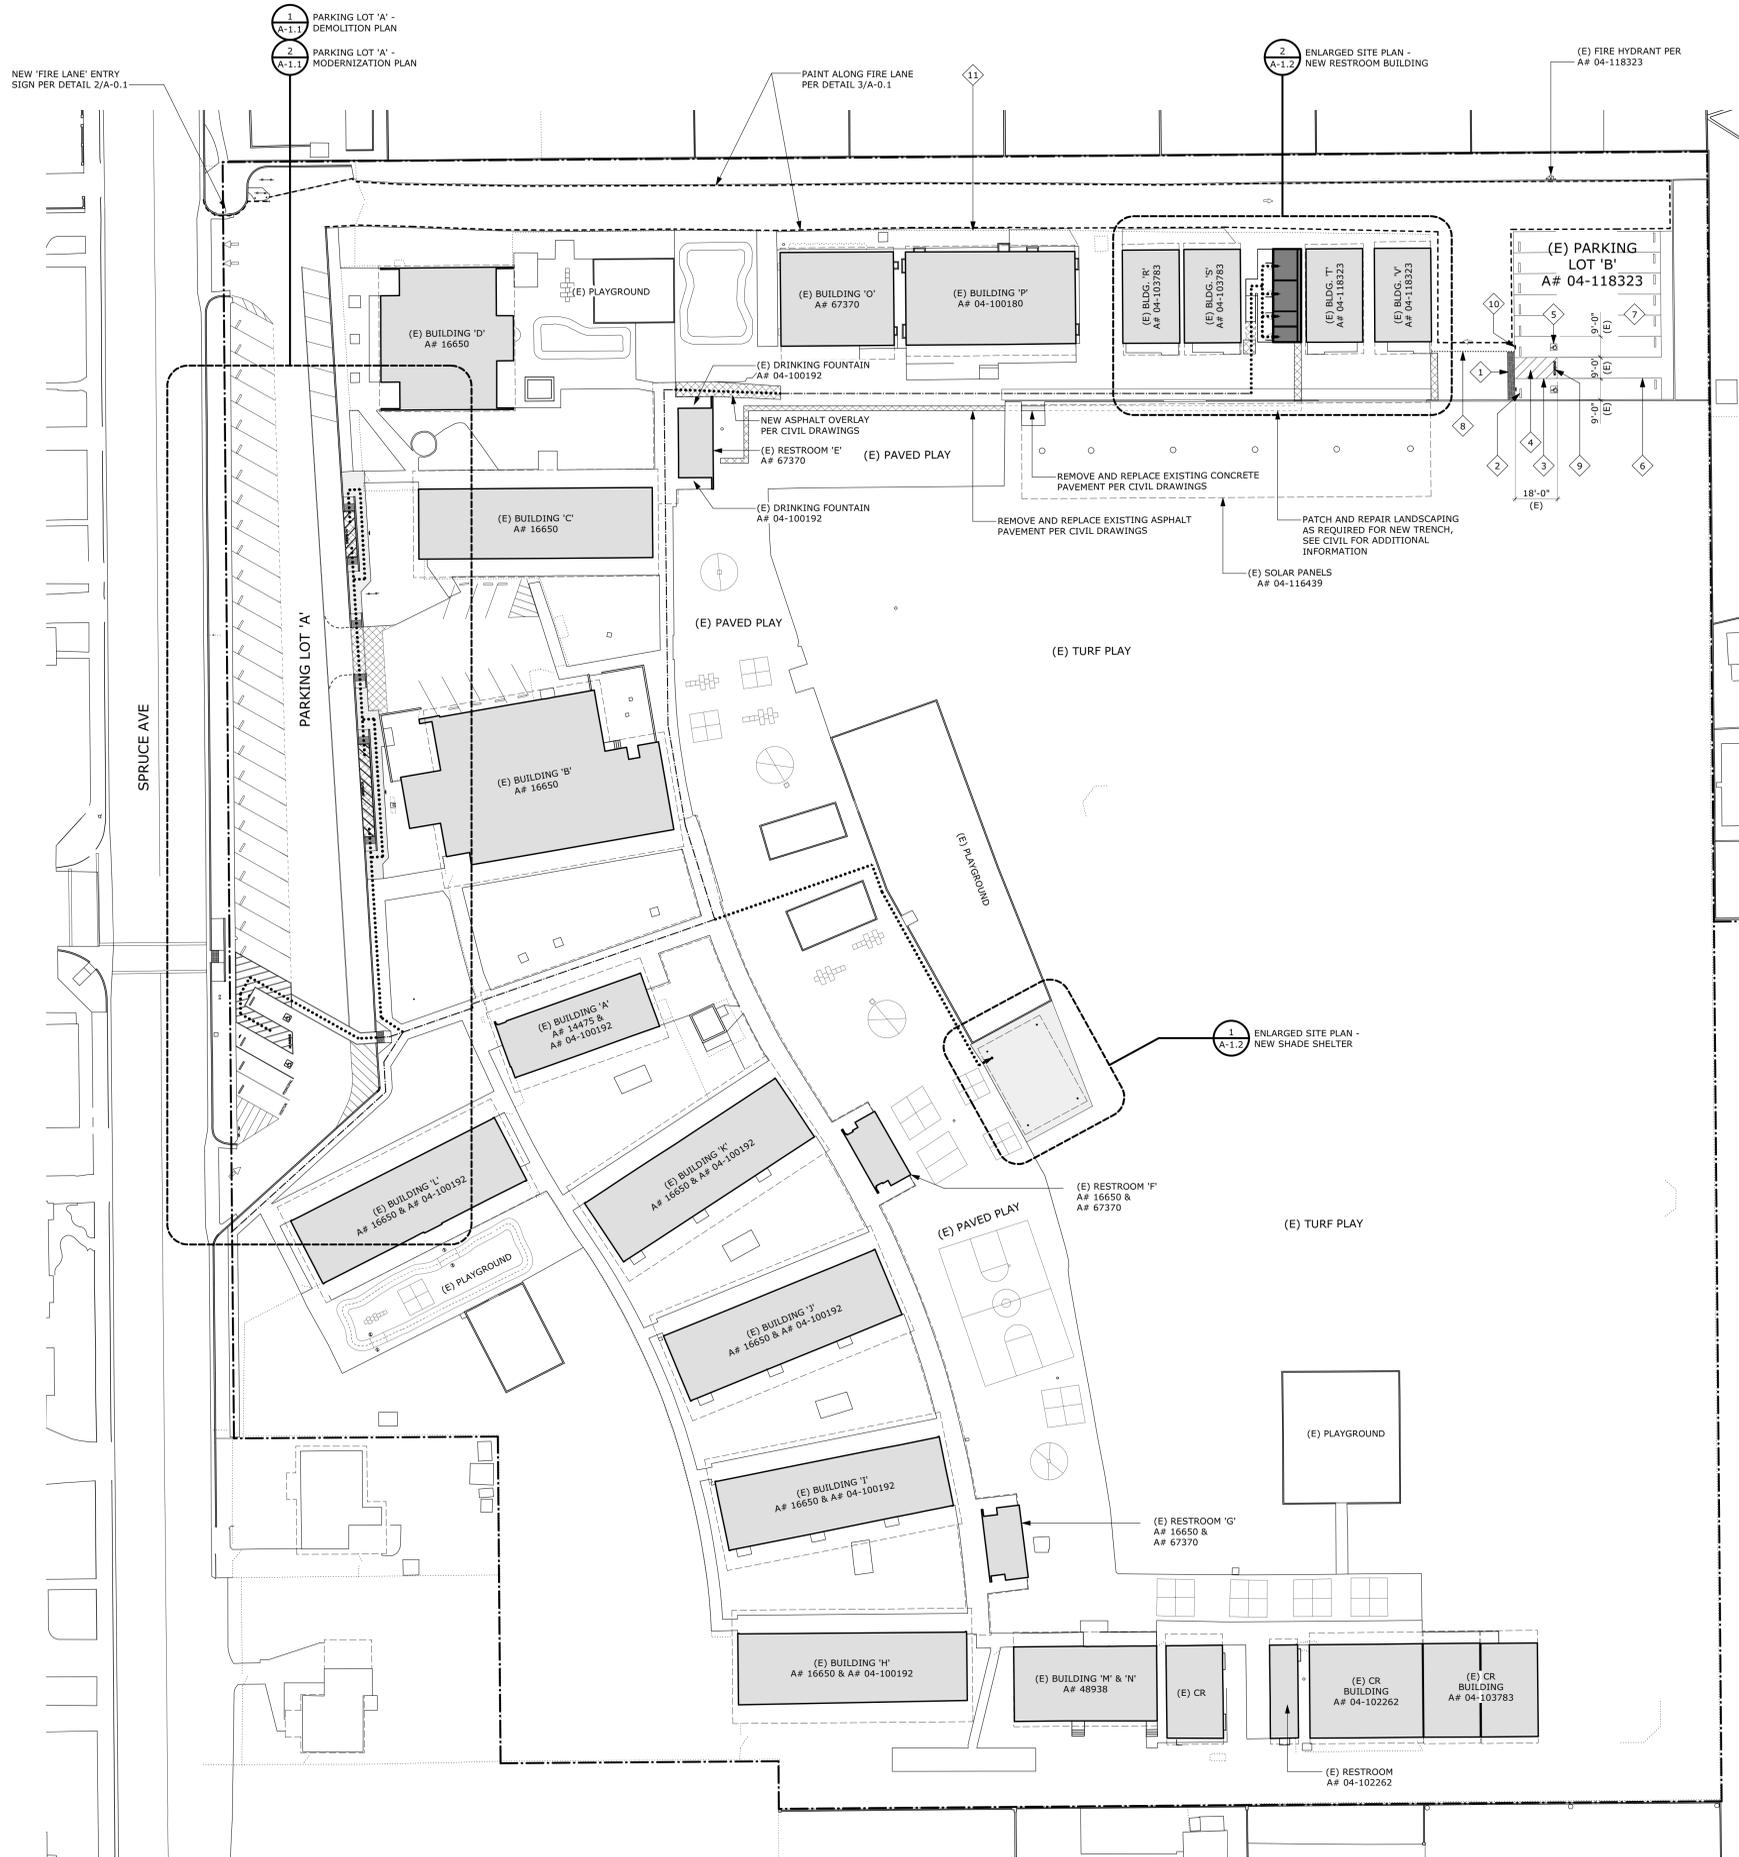 1
A-1.1
PARKING LOT 'A' -
DEMOLITION PLAN
2
A-1.1
PARKING LOT 'A' -
MODERNIZATION PLAN
NEW 'FIRE LANE' ENTRY
SIGN PER DETAIL 2/A-0.1
PAINT ALONG FIRE LANE
PER DETAIL 3/A-0.1
11
2
A-1.2
ENLARGED SITE PLAN -
NEW RESTROOM BUILDING
(E) FIRE HYDRANT PER
A# 04-118323
(E) PARKING
LOT 'B'
A# 04-118323
(E) BUILDING 'D'
A# 16650
(E) PLAYGROUND
(E) BUILDING 'O'
A# 67370
(E) BUILDING 'P'
A# 04-100180
(E) BLDG. 'R'
A# 04-103783
(E) BLDG. 'S'
A# 04-103783
(E) BLDG. 'T'
A# 04-118323
(E) BLDG. 'V'
A# 04-118323
10
5
7
9'-0"
(E)
9'-0"
(E)
9'-0"
(E)
1
8
2
4
3
9
6
18'-0"
(E)
(E) DRINKING FOUNTAIN
A# 04-100192
NEW ASPHALT OVERLAY
PER CIVIL DRAWINGS
(E) RESTROOM 'E'
A# 67370
(E) PAVED PLAY
(E) DRINKING FOUNTAIN
A# 04-100192
REMOVE AND REPLACE EXISTING CONCRETE
PAVEMENT PER CIVIL DRAWINGS
REMOVE AND REPLACE EXISTING ASPHALT
PAVEMENT PER CIVIL DRAWINGS
PATCH AND REPAIR LANDSCAPING
AS REQUIRED FOR NEW TRENCH,
SEE CIVIL FOR ADDITIONAL
INFORMATION
(E) SOLAR PANELS
A# 04-116439
(E) BUILDING 'C'
A# 16650
(E) PAVED PLAY
(E) TURF PLAY
SPRUCE AVE
PARKING LOT 'A'
(E) BUILDING 'B'
A# 16650
(E) PLAYGROUND
(E) BUILDING 'A'
A# 14475 &
A# 04-100192
1
A-1.2
ENLARGED SITE PLAN -
NEW SHADE SHELTER
(E) BUILDING 'L'
A# 16650 & A# 04-100192
(E) BUILDING 'K'
A# 16650 & A# 04-100192
(E) RESTROOM 'F'
A# 16650 &
A# 67370
(E) PAVED PLAY
(E) TURF PLAY
(E) PLAYGROUND
(E) BUILDING 'J'
A# 16650 & A# 04-100192
(E) PLAYGROUND
(E) BUILDING 'I'
A# 16650 & A# 04-100192
(E) RESTROOM 'G'
A# 16650 &
A# 67370
(E) BUILDING 'H'
A# 16650 & A# 04-100192
(E) BUILDING 'M' & 'N'
A# 48938
(E) CR
(E) CR
BUILDING
A# 04-102262
(E) CR
BUILDING
A# 04-103783
(E) RESTROOM
A# 04-102262